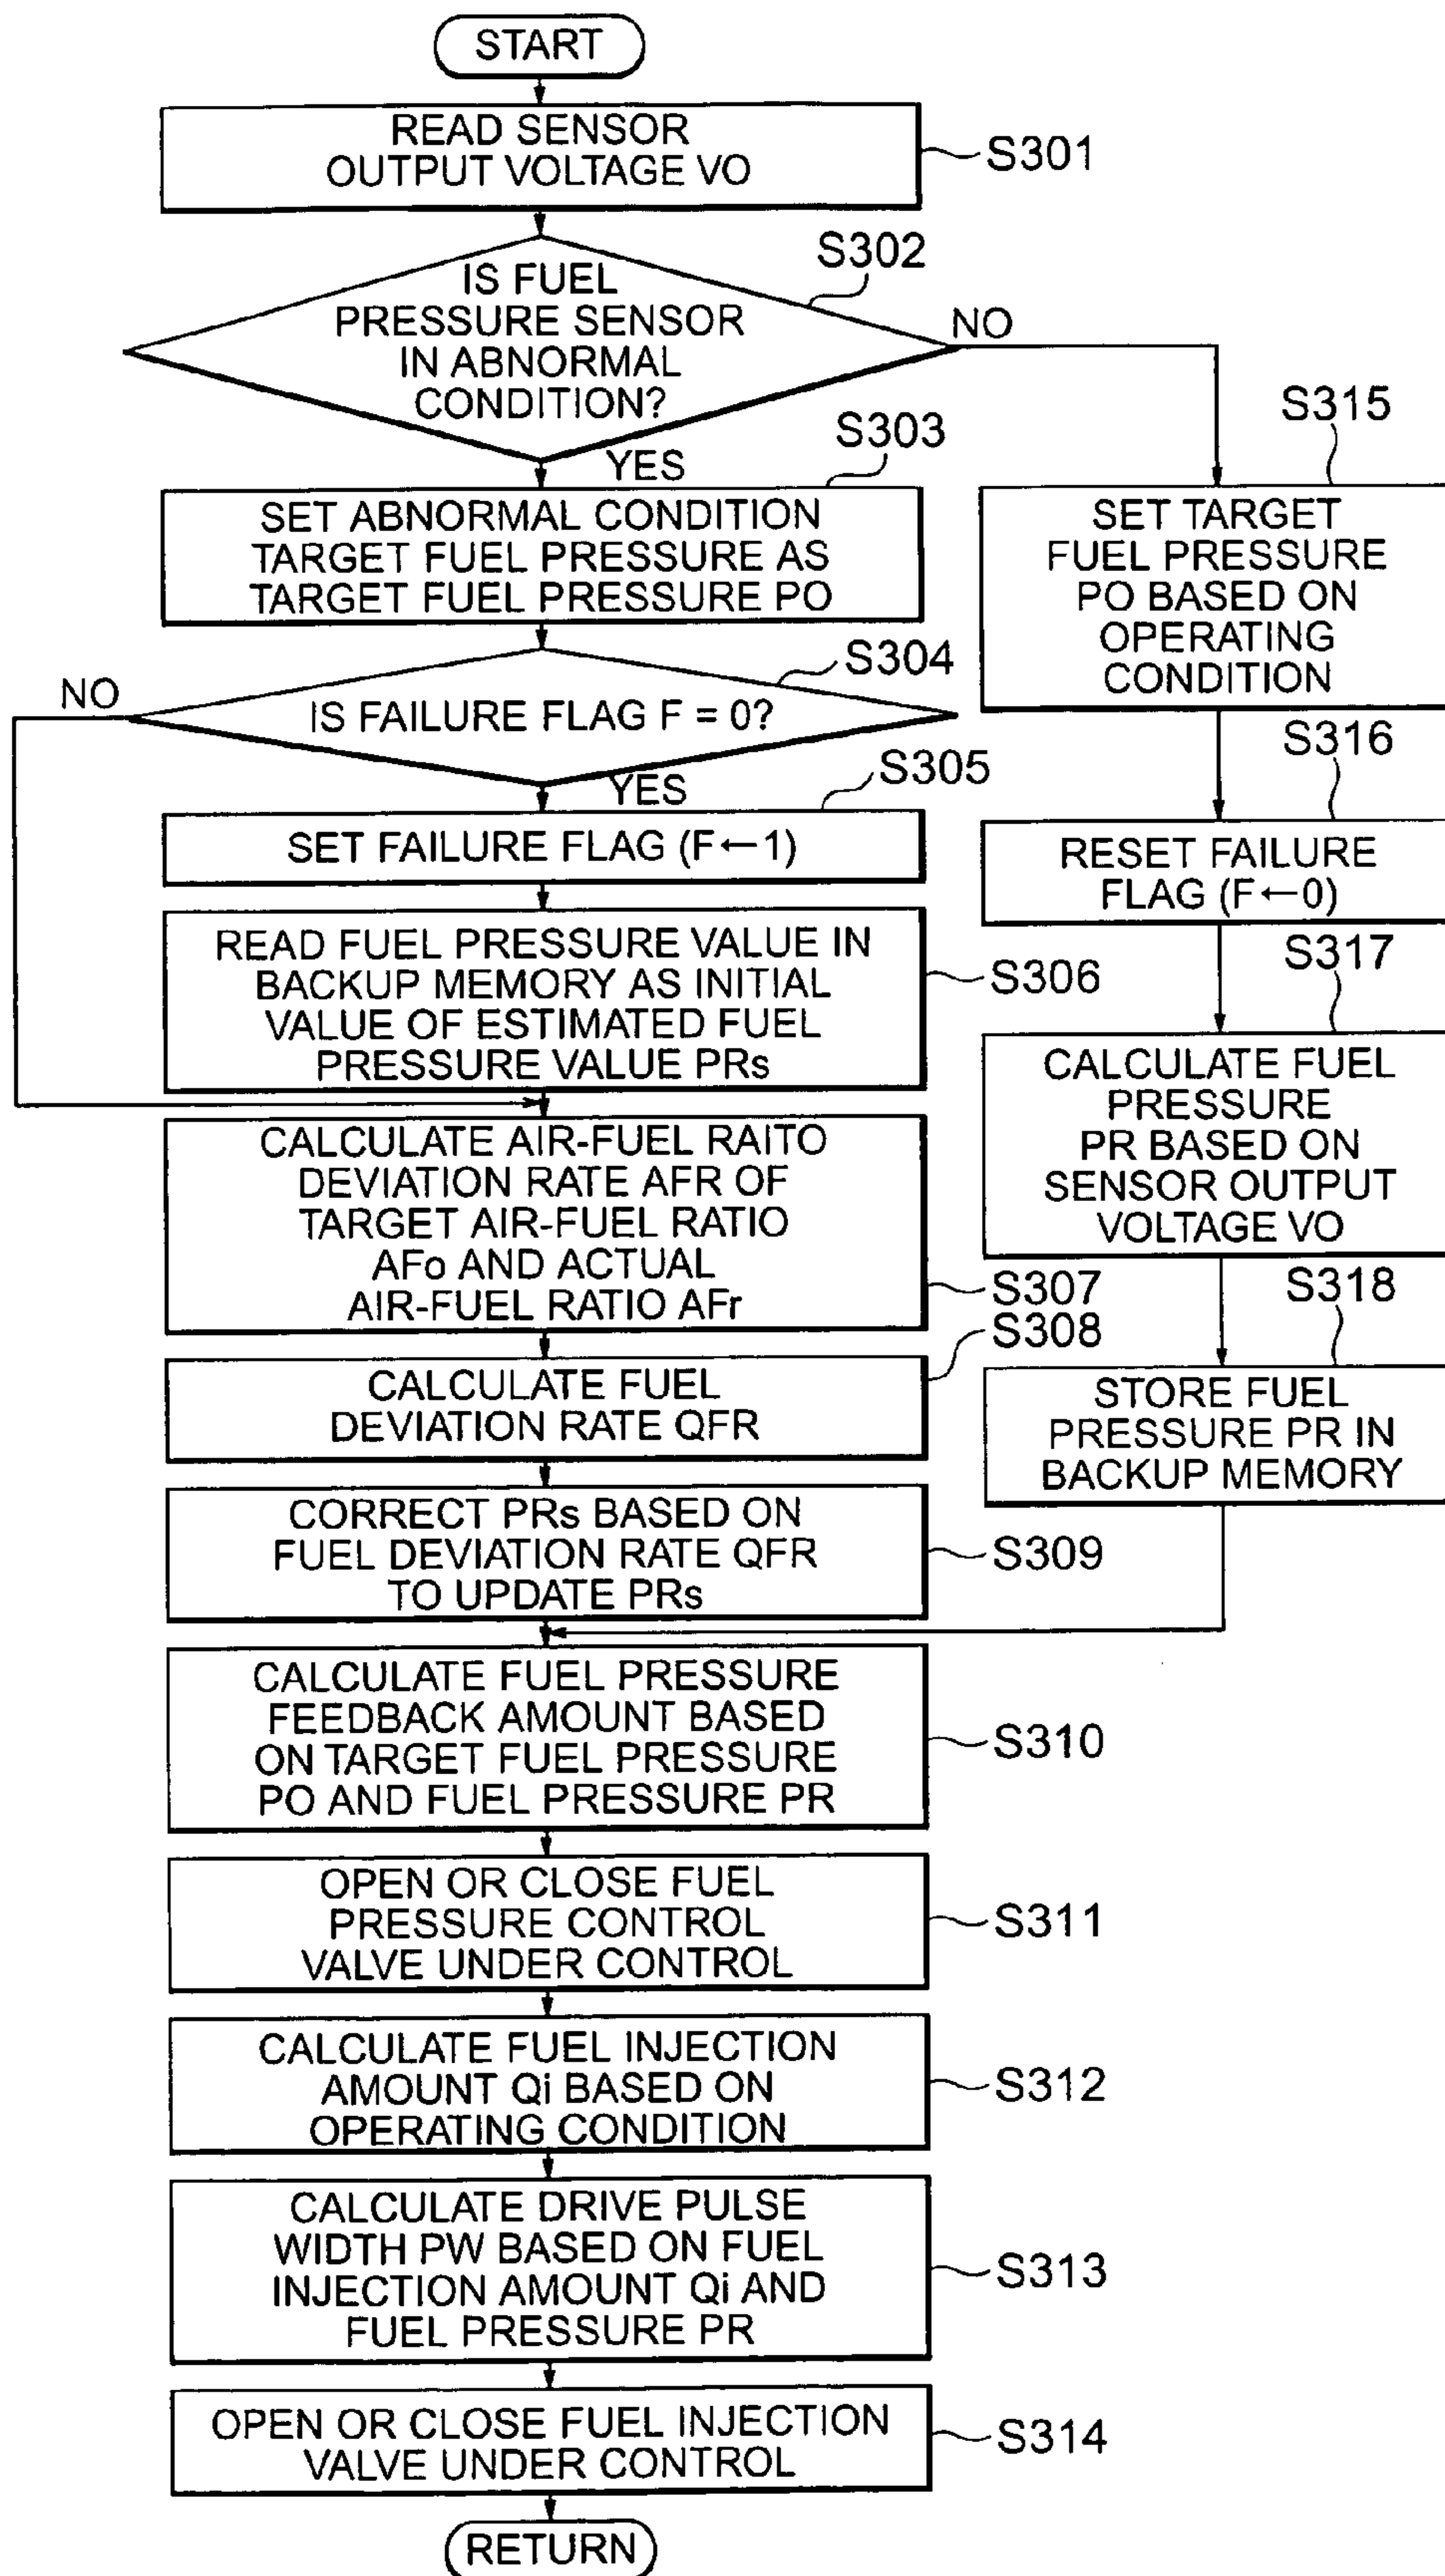 START
READ SENSOR
OUTPUT VOLTAGE VO
S301
S302
IS FUEL
PRESSURE SENSOR
IN ABNORMAL
CONDITION?
NO
YES
S303
SET ABNORMAL CONDITION
TARGET FUEL PRESSURE AS
TARGET FUEL PRESSURE PO
S304
NO
IS FAILURE FLAG F = 0?
YES
S305
SET FAILURE FLAG (F←1)
READ FUEL PRESSURE VALUE IN
BACKUP MEMORY AS INITIAL
VALUE OF ESTIMATED FUEL
PRESSURE VALUE PRs
S306
CALCULATE AIR-FUEL RAITO
DEVIATION RATE AFR OF
TARGET AIR-FUEL RATIO
AFo AND ACTUAL
AIR-FUEL RATIO AFr
S307
S308
CALCULATE FUEL
DEVIATION RATE QFR
CORRECT PRs BASED ON
FUEL DEVIATION RATE QFR
TO UPDATE PRs
S309
S315
SET TARGET
FUEL PRESSURE
PO BASED ON
OPERATING
CONDITION
S316
RESET FAILURE
FLAG (F←0)
S317
CALCULATE FUEL
PRESSURE
PR BASED ON
SENSOR OUTPUT
VOLTAGE VO
S318
STORE FUEL
PRESSURE PR IN
BACKUP MEMORY
CALCULATE FUEL PRESSURE
FEEDBACK AMOUNT BASED
ON TARGET FUEL PRESSURE
PO AND FUEL PRESSURE PR
S310
OPEN OR CLOSE FUEL
PRESSURE CONTROL
VALVE UNDER CONTROL
S311
CALCULATE FUEL INJECTION
AMOUNT Qi BASED ON
OPERATING CONDITION
S312
CALCULATE DRIVE PULSE
WIDTH PW BASED ON FUEL
INJECTION AMOUNT Qi AND
FUEL PRESSURE PR
S313
OPEN OR CLOSE FUEL INJECTION
VALVE UNDER CONTROL
S314
RETURN